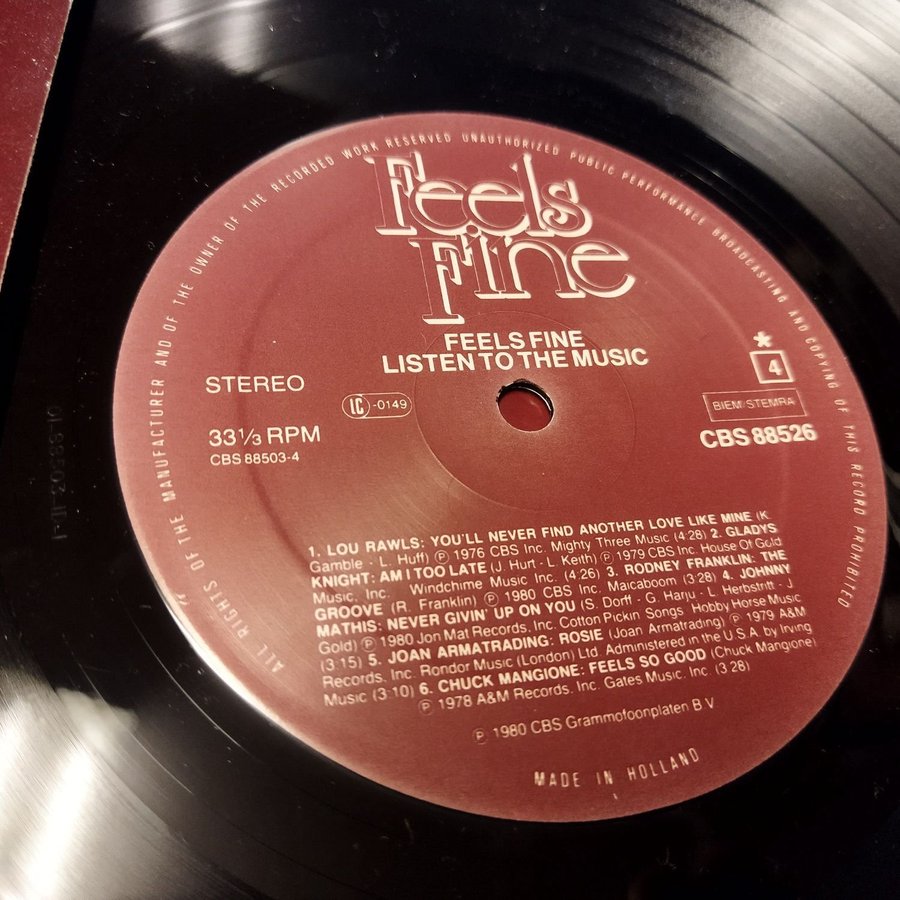 ALL RIGHTS OF THE MANUFACTURER AND OF THE OWNER OF THE RECORDED WORK RESERVED UNAUTHORIZED PUBLIC PERFORMANCE BROADCASTING AND COPYING OF THIS RECORD PROHIBITED
Feels
Fine
FEELS FINE
LISTEN TO THE MUSIC
STEREO
LC -0149
* 4
33 1/3 RPM
BIEM/STEMRA
CBS 88503-4
CBS 88526
1. LOU RAWLS: YOU'LL NEVER FIND ANOTHER LOVE LIKE MINE (K.
Gamble - L. Huff) ℗ 1976 CBS Inc. Mighty Three Music (4:28) 2. GLADYS
KNIGHT: AM I TOO LATE (J. Hurt - L. Keith) ℗ 1979 CBS Inc. House Of Gold
Music, Inc. Windchime Music Inc. (4:26) 3. RODNEY FRANKLIN: THE
GROOVE (R. Franklin) ℗ 1980 CBS Inc. Maicaboom (3:28) 4. JOHNNY
MATHIS: NEVER GIVIN' UP ON YOU (S. Dorff - G. Harju - L. Herbstritt - J.
Gold) ℗ 1980 Jon Mat Records, Inc. Cotton Pickin Songs Hobby Horse Music
(3:15) 5. JOAN ARMATRADING: ROSIE (Joan Armatrading) ℗ 1979 A&M
Records, Inc. Rondor Music (London) Ltd. Administered in the U.S.A. by Irving
Music (3:10) 6. CHUCK MANGIONE: FEELS SO GOOD (Chuck Mangione)
℗ 1978 A&M Records, Inc. Gates Music, Inc. (3:28)
℗ 1980 CBS Grammofoonplaten B V
MADE IN HOLLAND